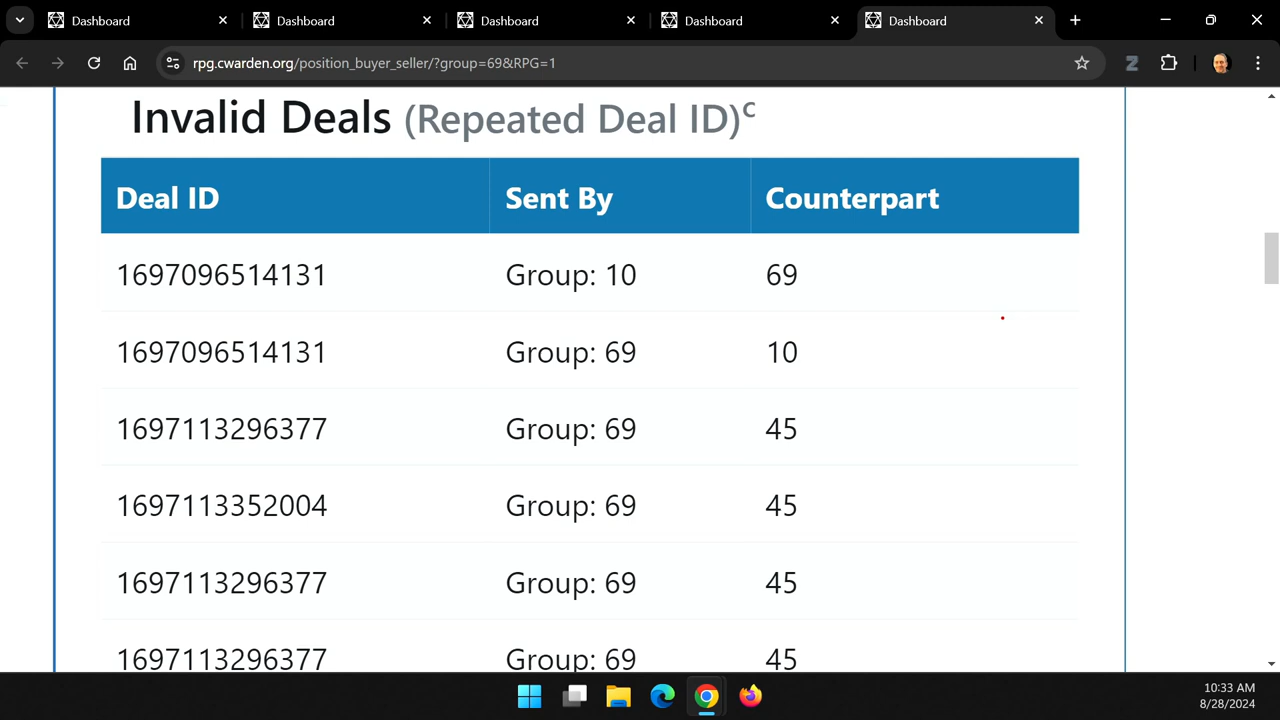 Dashboard Dashboard Dashboard Dashboard Dashboard
rpg.cwarden.org/position_buyer_seller/?group=69&RPG=1
Invalid Deals (Repeated Deal ID)ᶜ
Deal ID Sent By Counterpart
1697096514131 Group: 10 69
1697096514131 Group: 69 10
1697113296377 Group: 69 45
1697113352004 Group: 69 45
1697113296377 Group: 69 45
1697113296377 Group: 69 45
10:33 AM
8/28/2024